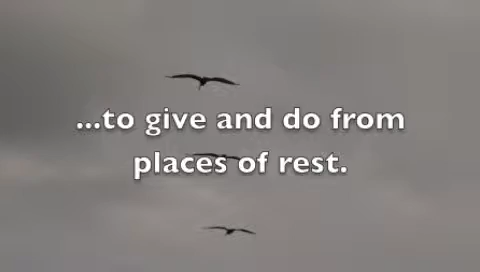 ...to give and do from
places of rest.